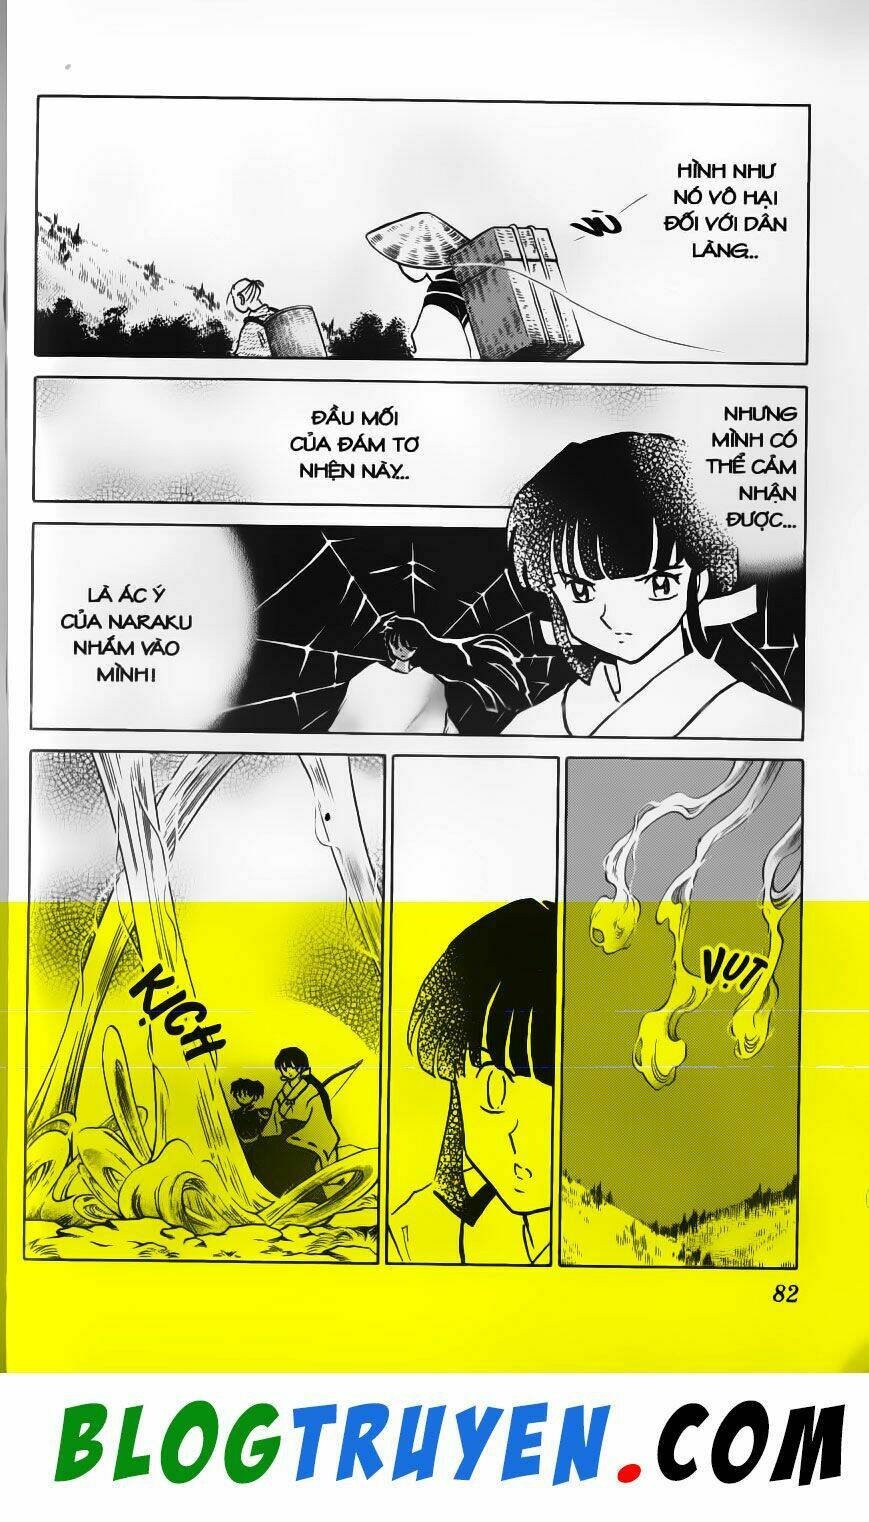 HÌNH NHƯ
NÓ VÔ HẠI
ĐỐI VỚI DÂN
LÀNG...
VÙ
NHƯNG
MÌNH CÓ
THỂ CẢM
NHẬN
ĐƯỢC...
ĐẦU MỐI
CỦA ĐÁM TƠ
NHỆN NÀY...
LÀ ÁC Ý
CỦA NARAKU
NHẮM VÀO
MÌNH!
VỤT
KỊCH
82
BLOGTRUYEN.COM